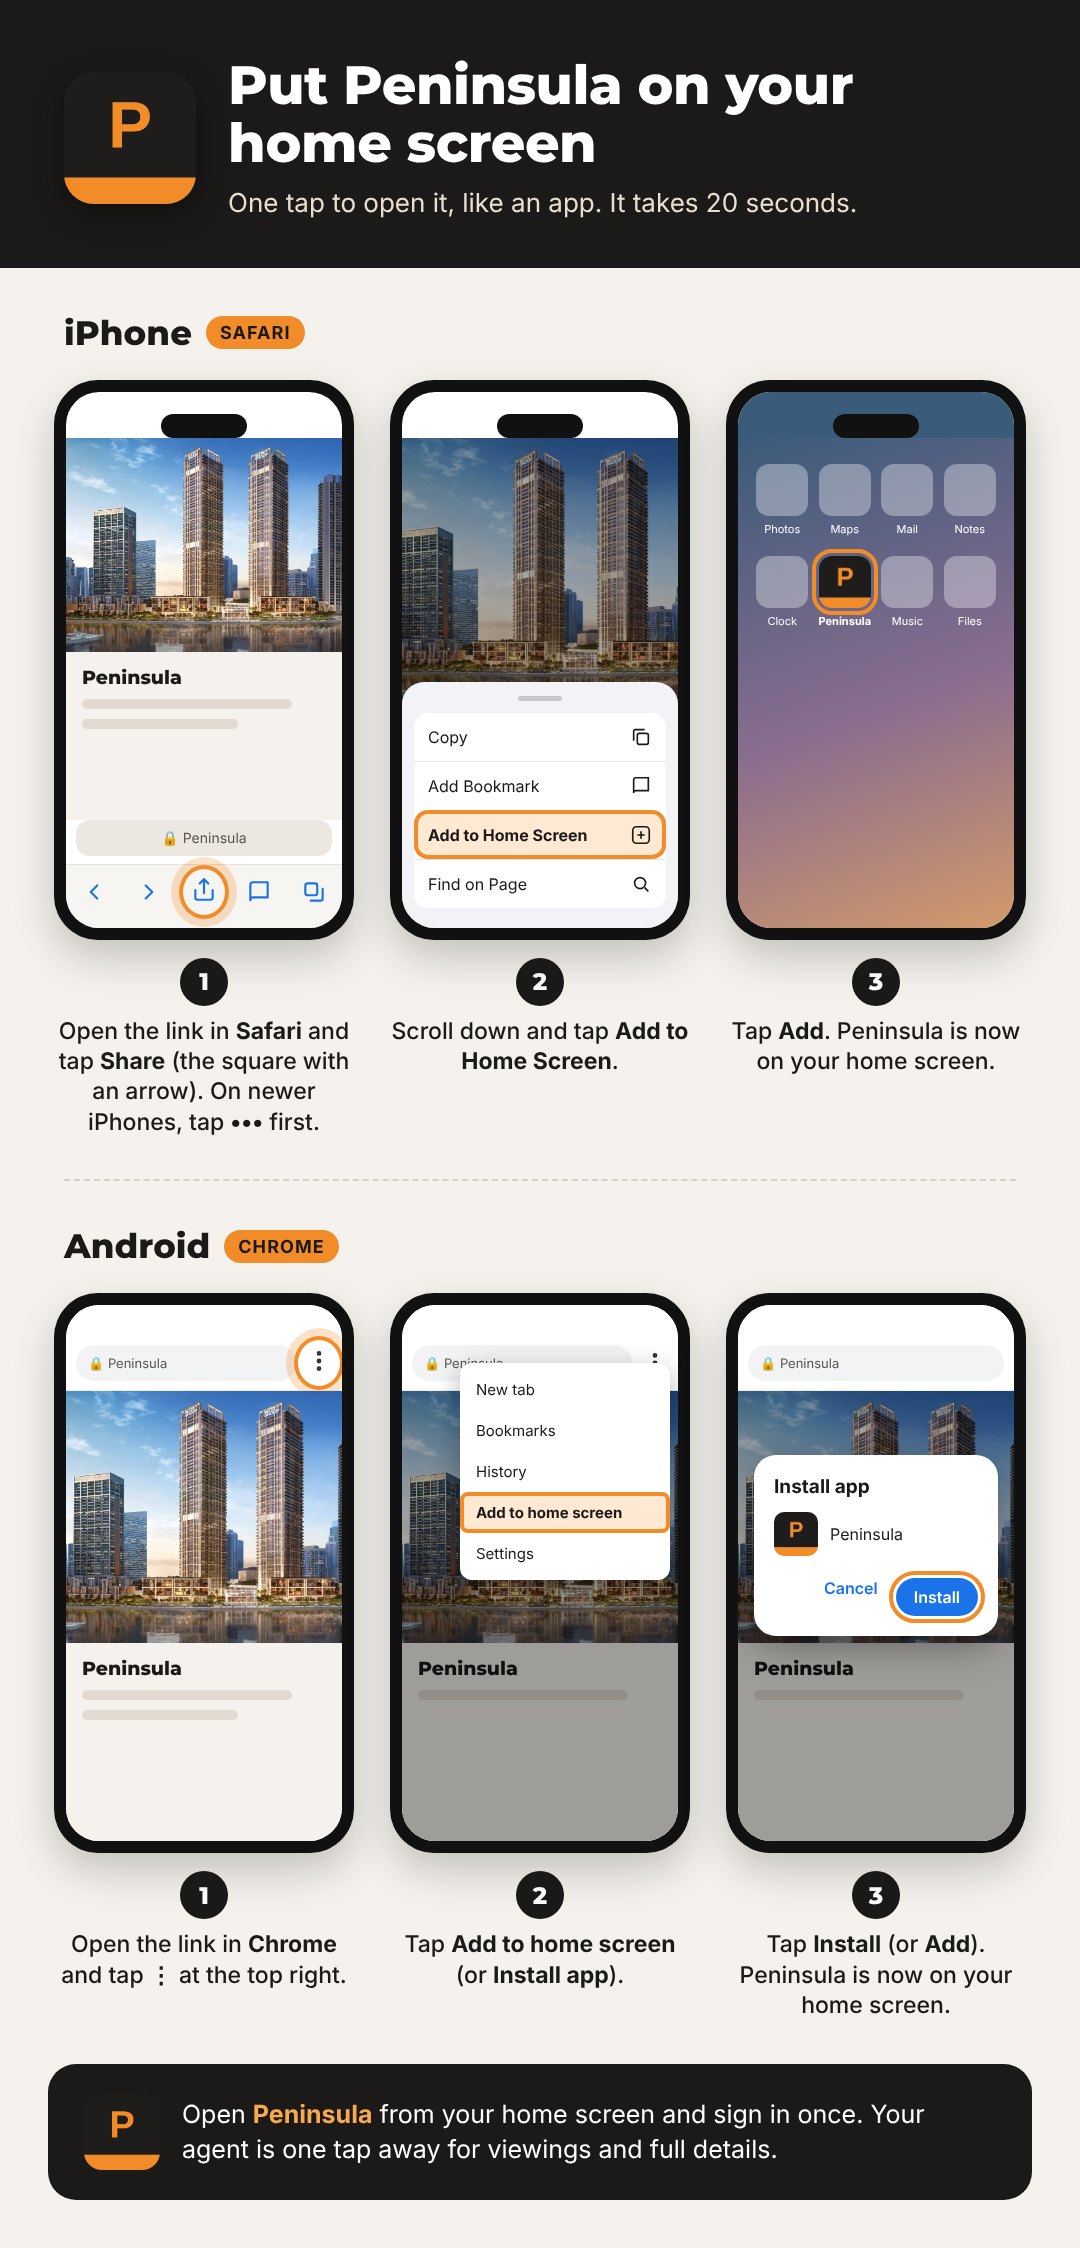 P
Put Peninsula on your
home screen
One tap to open it, like an app. It takes 20 seconds.
iPhone
SAFARI
Peninsula
Peninsula
Copy
Add Bookmark
Add to Home Screen
Find on Page
Photos Maps Mail Notes
P
Clock Peninsula Music Files
1
Open the link in Safari and
tap Share (the square with
an arrow). On newer
iPhones, tap ••• first.
2
Scroll down and tap Add to
Home Screen.
3
Tap Add. Peninsula is now
on your home screen.
Android
CHROME
Peninsula
Peninsula
Peninsula
New tab
Bookmarks
History
Add to home screen
Settings
Peninsula
Peninsula
Install app
P
Peninsula
Cancel Install
Peninsula
1
Open the link in Chrome
and tap ⋮ at the top right.
2
Tap Add to home screen
(or Install app).
3
Tap Install (or Add).
Peninsula is now on your
home screen.
P
Open Peninsula from your home screen and sign in once. Your
agent is one tap away for viewings and full details.